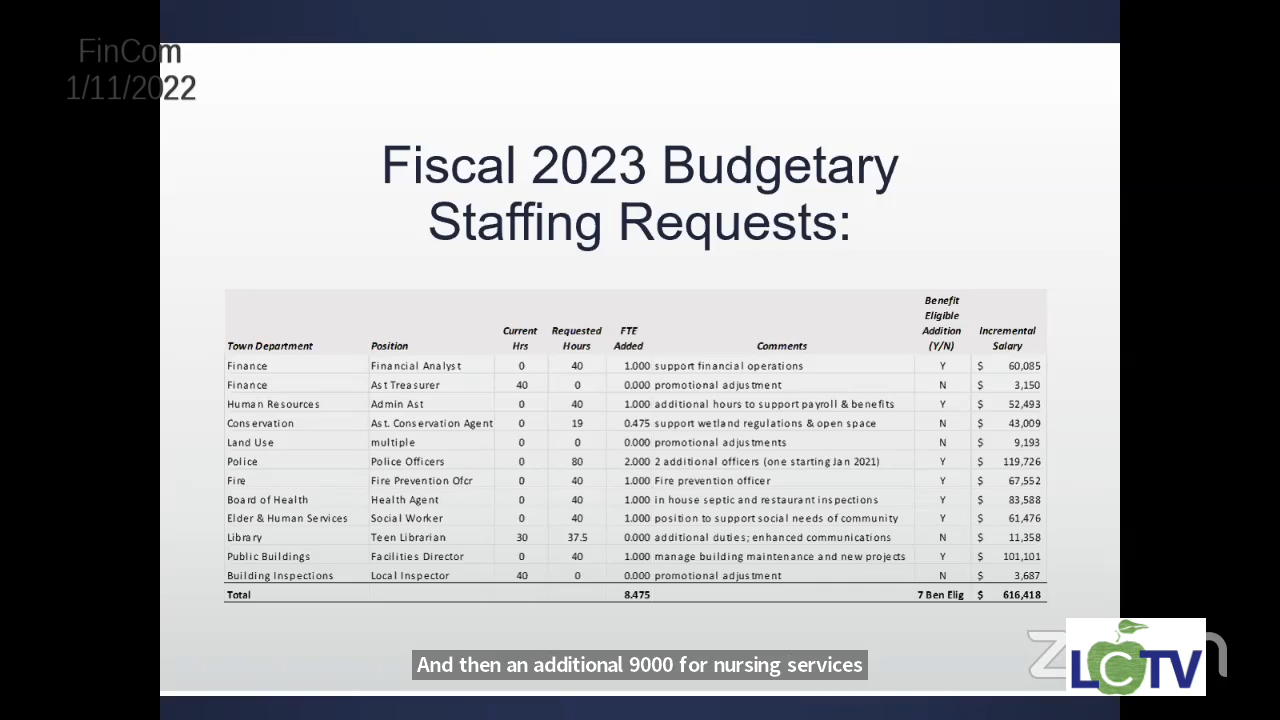 FinCom
1/11/2022
Fiscal 2023 Budgetary
Staffing Requests:
Town Department Position Current Hrs Requested Hours FTE Added Comments Benefit Eligible Addition (Y/N) Incremental Salary
Finance Financial Analyst 0 40 1.000 support financial operations Y $ 60,085
Finance Ast Treasurer 40 0 0.000 promotional adjustment N $ 3,150
Human Resources Admin Ast 0 40 1.000 additional hours to support payroll & benefits Y $ 52,493
Conservation Ast. Conservation Agent 0 19 0.475 support wetland regulations & open space N $ 43,009
Land Use multiple 0 0 0.000 promotional adjustments N $ 9,193
Police Police Officers 0 80 2.000 2 additional officers (one starting Jan 2021) Y $ 119,726
Fire Fire Prevention Ofcr 0 40 1.000 Fire prevention officer Y $ 67,552
Board of Health Health Agent 0 40 1.000 in house septic and restaurant inspections Y $ 83,588
Elder & Human Services Social Worker 0 40 1.000 position to support social needs of community Y $ 61,476
Library Teen Librarian 30 37.5 0.000 additional duties; enhanced communications N $ 11,358
Public Buildings Facilities Director 0 40 1.000 manage building maintenance and new projects Y $ 101,101
Building Inspections Local Inspector 40 0 0.000 promotional adjustment N $ 3,687
Total 8.475 7 Ben Elig $ 616,418
And then an additional 9000 for nursing services
LCTV